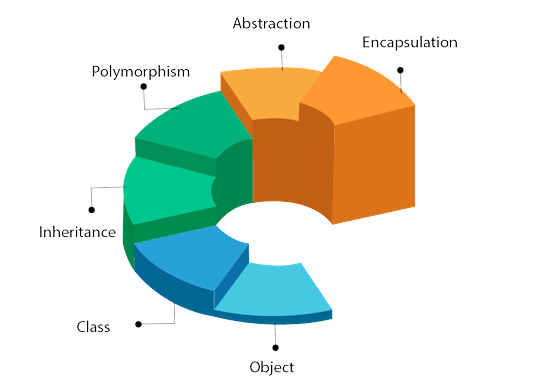 Abstraction
Encapsulation
Polymorphism
Inheritance
Class
Object